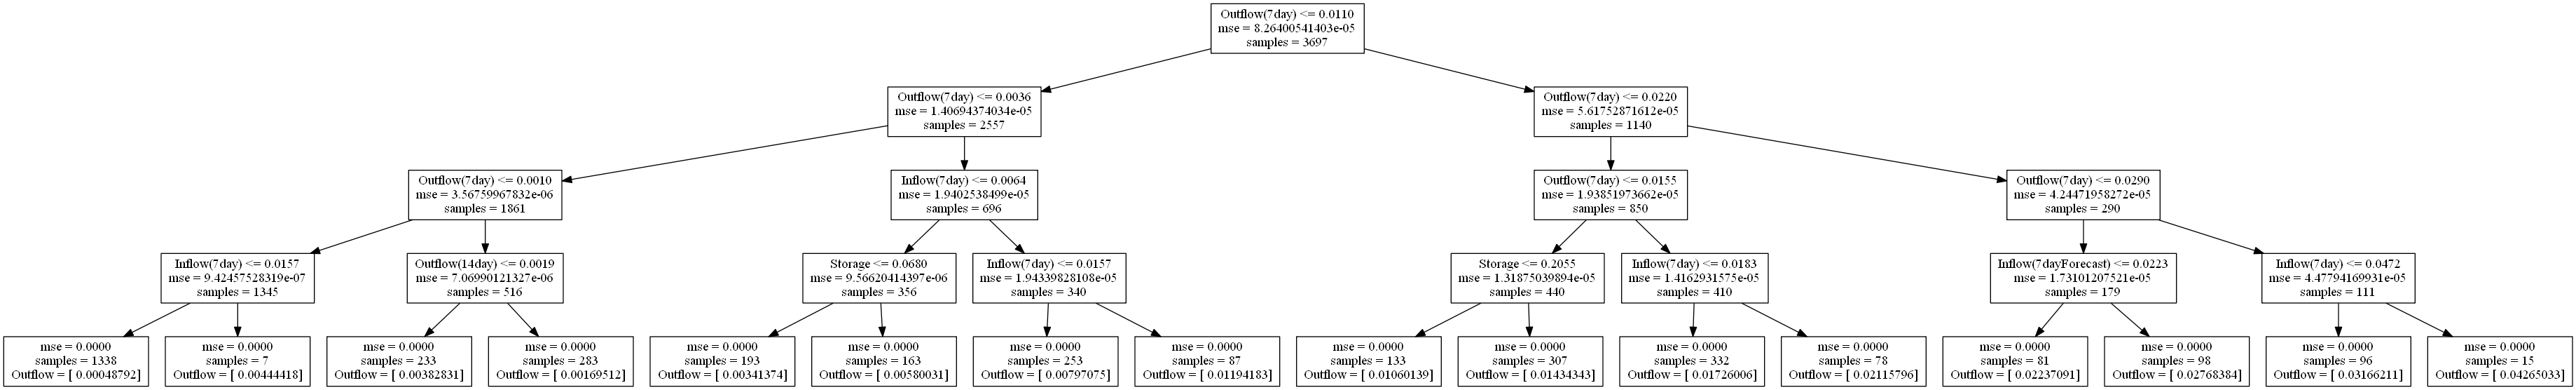 Outflow(7day) <= 0.0110
mse = 8.26400541403e-05
samples = 3697
Outflow(7day) <= 0.0036
mse = 1.40694374034e-05
samples = 2557
Outflow(7day) <= 0.0220
mse = 5.61752871612e-05
samples = 1140
Outflow(7day) <= 0.0010
mse = 3.56759967832e-06
samples = 1861
Inflow(7day) <= 0.0064
mse = 1.9402538499e-05
samples = 696
Outflow(7day) <= 0.0155
mse = 1.93851973662e-05
samples = 850
Outflow(7day) <= 0.0290
mse = 4.24471958272e-05
samples = 290
Inflow(7day) <= 0.0157
mse = 9.42457528319e-07
samples = 1345
Outflow(14day) <= 0.0019
mse = 7.06990121327e-06
samples = 516
Storage <= 0.0680
mse = 9.56620414397e-06
samples = 356
Inflow(7day) <= 0.0157
mse = 1.94339828108e-05
samples = 340
Storage <= 0.2055
mse = 1.31875039894e-05
samples = 440
Inflow(7day) <= 0.0183
mse = 1.4162931575e-05
samples = 410
Inflow(7dayForecast) <= 0.0223
mse = 1.73101207521e-05
samples = 179
Inflow(7day) <= 0.0472
mse = 4.47794169931e-05
samples = 111
mse = 0.0000
samples = 1338
Outflow = [ 0.00048792]
mse = 0.0000
samples = 7
Outflow = [ 0.00444418]
mse = 0.0000
samples = 233
Outflow = [ 0.00382831]
mse = 0.0000
samples = 283
Outflow = [ 0.00169512]
mse = 0.0000
samples = 193
Outflow = [ 0.00341374]
mse = 0.0000
samples = 163
Outflow = [ 0.00580031]
mse = 0.0000
samples = 253
Outflow = [ 0.00797075]
mse = 0.0000
samples = 87
Outflow = [ 0.01194183]
mse = 0.0000
samples = 133
Outflow = [ 0.01060139]
mse = 0.0000
samples = 307
Outflow = [ 0.01434343]
mse = 0.0000
samples = 332
Outflow = [ 0.01726006]
mse = 0.0000
samples = 78
Outflow = [ 0.02115796]
mse = 0.0000
samples = 81
Outflow = [ 0.02237091]
mse = 0.0000
samples = 98
Outflow = [ 0.02768384]
mse = 0.0000
samples = 96
Outflow = [ 0.03166211]
mse = 0.0000
samples = 15
Outflow = [ 0.04265033]